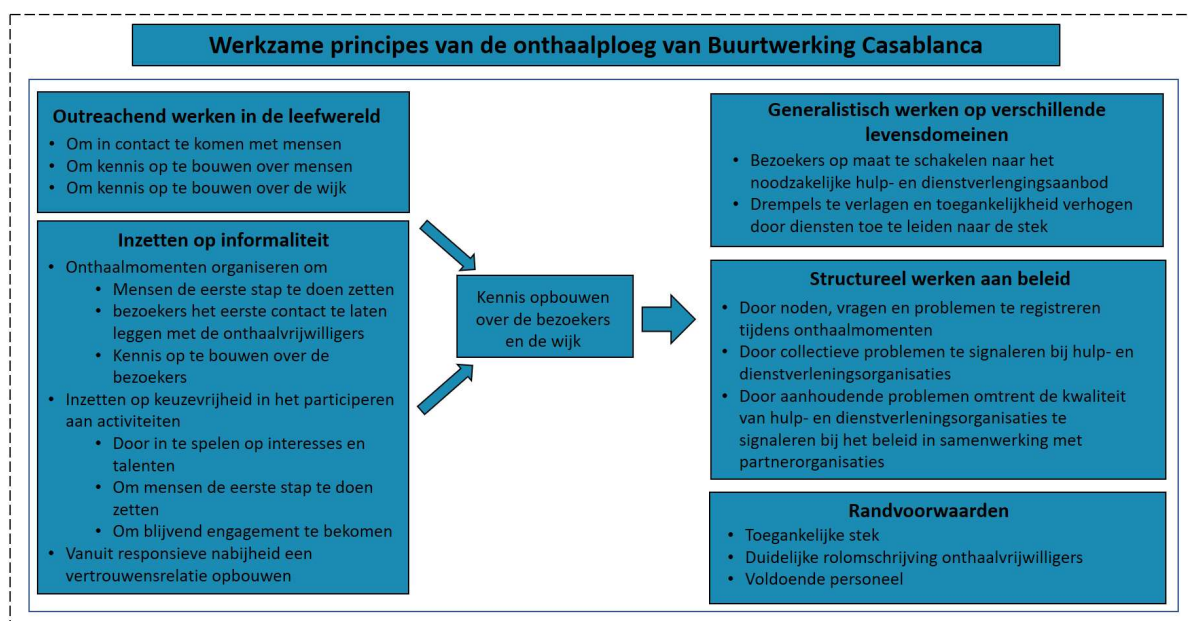 Werkzame principes van de onthaalploeg van Buurtwerking Casablanca
Outreachend werken in de leefwereld
• Om in contact te komen met mensen
• Om kennis op te bouwen over mensen
• Om kennis op te bouwen over de wijk
Inzetten op informaliteit
• Onthaalmomenten organiseren om
• Mensen de eerste stap te doen zetten
• bezoekers het eerste contact te laten
leggen met de onthaalvrijwilligers
• Kennis op te bouwen over de
bezoekers
• Inzetten op keuzevrijheid in het participeren
aan activiteiten
• Door in te spelen op interesses en
talenten
• Om mensen de eerste stap te doen
zetten
• Om blijvend engagement te bekomen
• Vanuit responsieve nabijheid een
vertrouwensrelatie opbouwen
Kennis opbouwen
over de bezoekers
en de wijk
Generalistisch werken op verschillende
levensdomeinen
• Bezoekers op maat te schakelen naar het
noodzakelijke hulp- en dienstverlengingsaanbod
• Drempels te verlagen en toegankelijkheid verhogen
door diensten toe te leiden naar de stek
Structureel werken aan beleid
• Door noden, vragen en problemen te registreren
tijdens onthaalmomenten
• Door collectieve problemen te signaleren bij hulp- en
dienstverleningsorganisaties
• Door aanhoudende problemen omtrent de kwaliteit
van hulp- en dienstverleningsorganisaties te
signaleren bij het beleid in samenwerking met
partnerorganisaties
Randvoorwaarden
• Toegankelijke stek
• Duidelijke rolomschrijving onthaalvrijwilligers
• Voldoende personeel